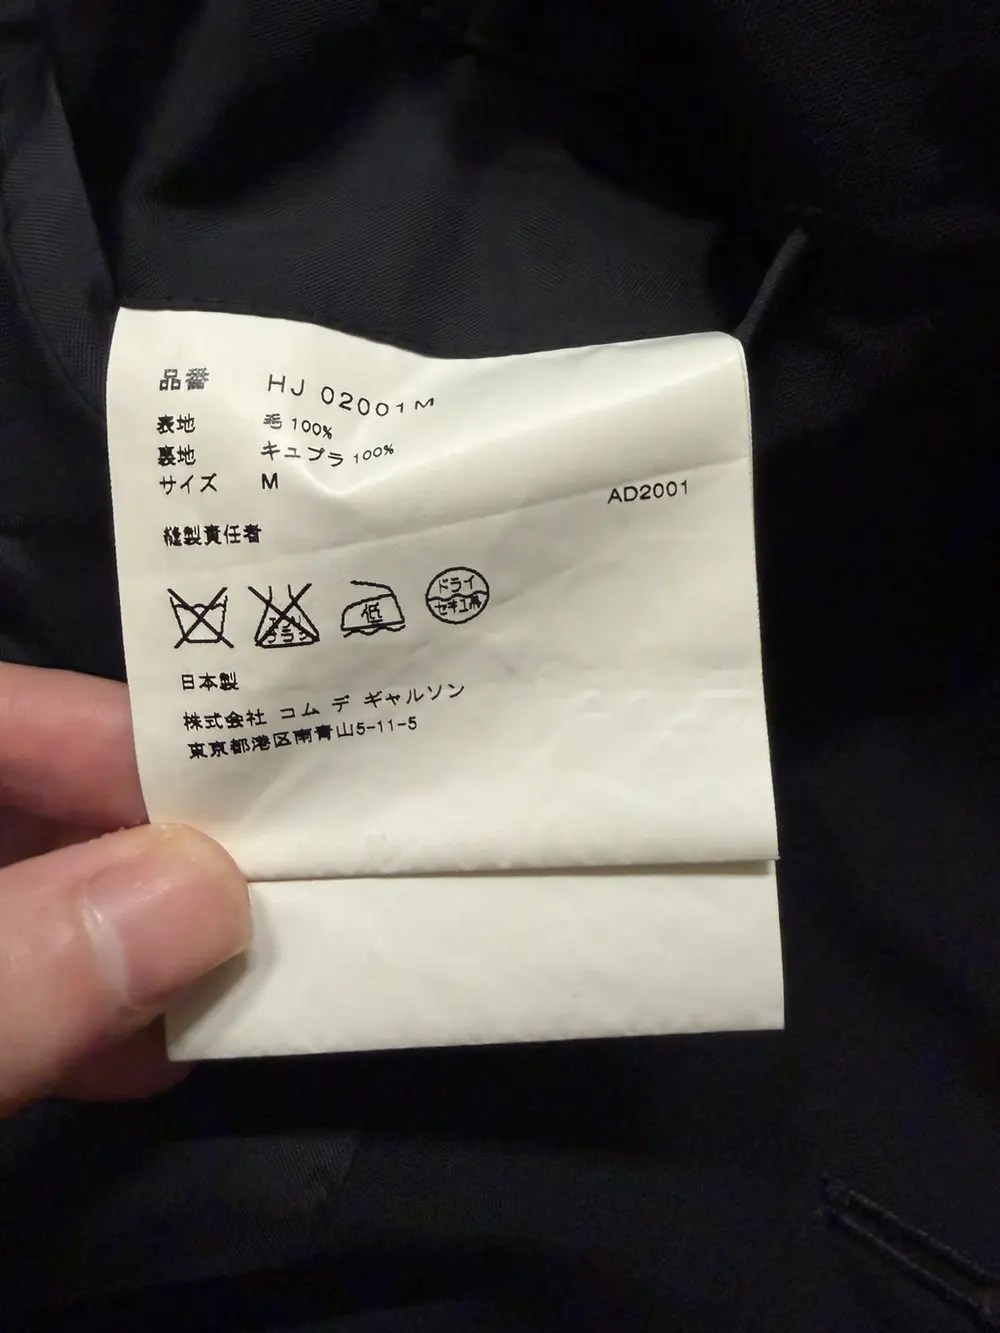 品番 HJ 02001M
表地 毛 100%
裏地 キュプラ 100%
サイズ M
AD2001
縫製責任者
低
ドライ
セキユ系
日本製
株式会社 コム デ ギャルソン
東京都港区南青山5-11-5